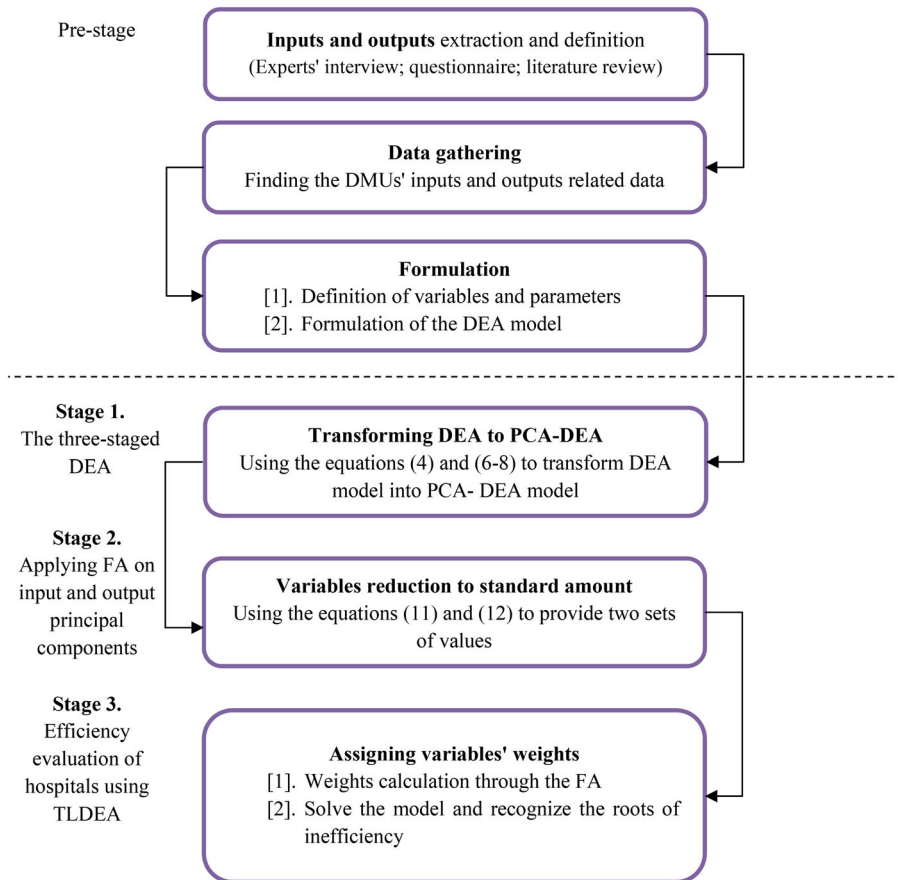 Pre-stage
Inputs and outputs extraction and definition
(Experts' interview; questionnaire; literature review)
Data gathering
Finding the DMUs' inputs and outputs related data
Formulation
[1]. Definition of variables and parameters
[2]. Formulation of the DEA model
Stage 1.
The three-staged
DEA
Transforming DEA to PCA-DEA
Using the equations (4) and (6-8) to transform DEA
model into PCA- DEA model
Stage 2.
Applying FA on
input and output
principal
components
Variables reduction to standard amount
Using the equations (11) and (12) to provide two sets
of values
Stage 3.
Efficiency
evaluation of
hospitals using
TLDEA
Assigning variables' weights
[1]. Weights calculation through the FA
[2]. Solve the model and recognize the roots of
inefficiency